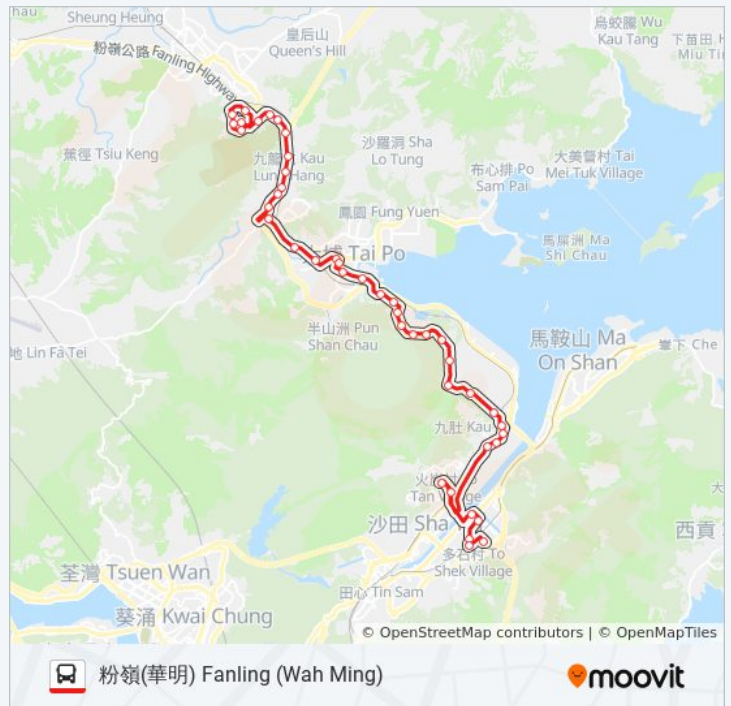 hau
Sheung Heung
烏蛟騰 Wu
Kau Tang
下苗田
Miu Ti
皇后山
Queen's Hill
粉嶺公路 Fanling Highway
蕉徑 Tsiu Keng
沙羅洞 Sha
Lo Tung
九龍 Kau
Lu Hang
大美督村 Tai
Mei Tuk Village
布心排 Po
Sam Pai
鳳園 Fung Yuen
馬屎洲 Ma
Shi Chau
大埔 Tai Po
半山洲 Pun
Shan Chau
馬鞍山 Ma
On Shan
地 Lin Fa Tei
輋下 Che
九肚 Kau
火
Tan Village
大
沙田 Sha
西貢
多石村 To
Shek Village
荃灣 Tsuen Wan
田心 Tin Sam
葵涌 Kwai Chung
© OpenStreetMap contributors | © OpenMapTiles
粉嶺(華明) Fanling (Wah Ming)
moovit